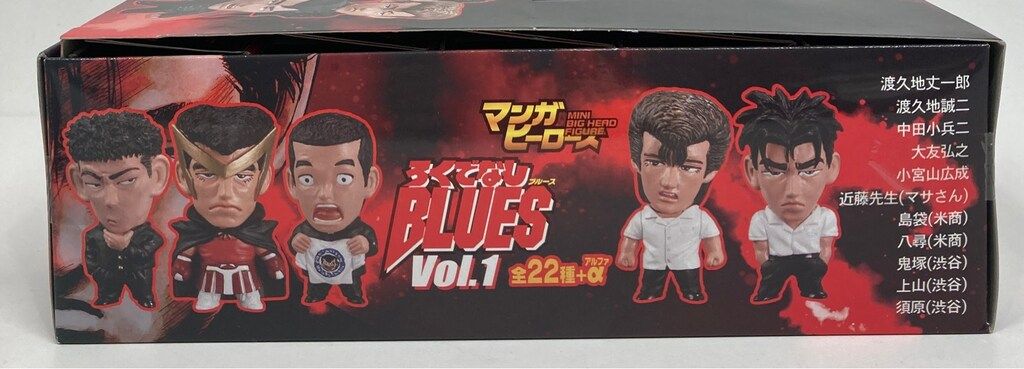 マンガ
ヒーローズ
MINI
BIG HEAD
FIGURE
ろくでなし
ブルース
BLUES
Vol.1
全22種+α
アルファ
渡久地丈一郎
渡久地誠二
中田小兵二
大友弘之
小宮山広成
近藤先生(マサさん)
島袋(米商)
八尋(米商)
鬼塚(渋谷)
上山(渋谷)
須原(渋谷)